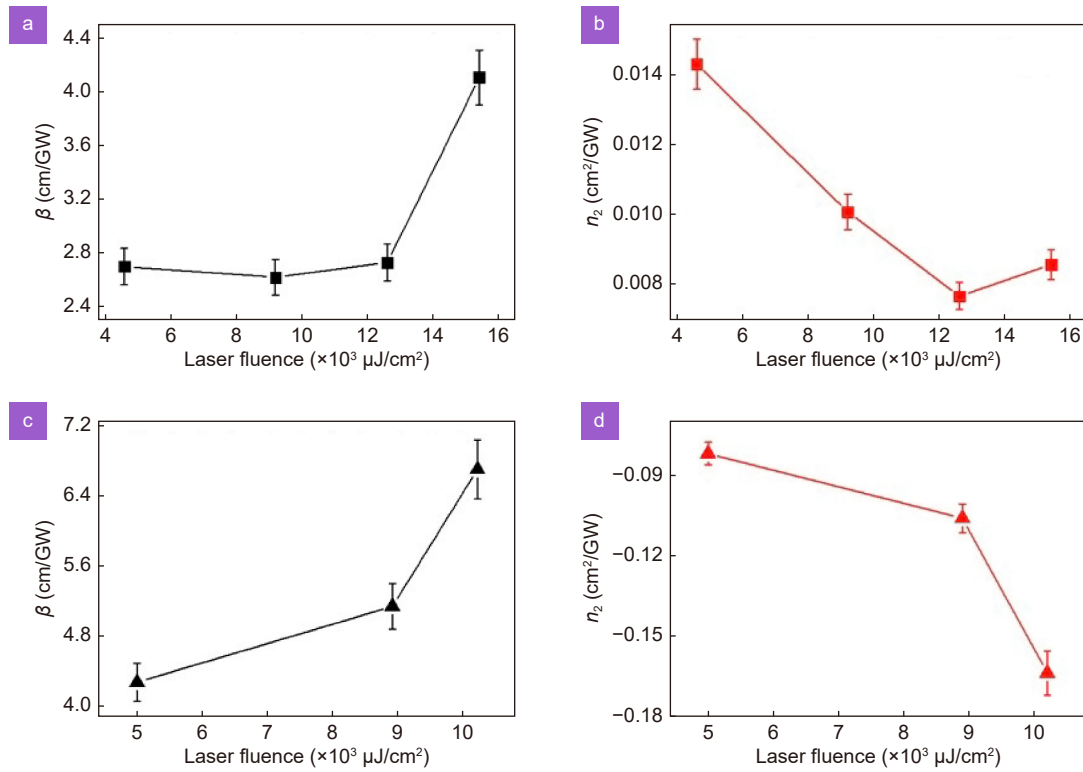 a
4.4
4.0
3.6
3.2
2.8
2.4
β (cm/GW)
4 6 8 10 12 14 16
Laser fluence (×10³ μJ/cm²)
b
0.014
0.012
0.010
0.008
n₂ (cm²/GW)
4 6 8 10 12 14 16
Laser fluence (×10³ μJ/cm²)
c
7.2
6.4
5.6
4.8
4.0
β (cm/GW)
5 6 7 8 9 10
Laser fluence (×10³ μJ/cm²)
d
−0.09
−0.12
−0.15
−0.18
n₂ (cm²/GW)
5 6 7 8 9 10
Laser fluence (×10³ μJ/cm²)